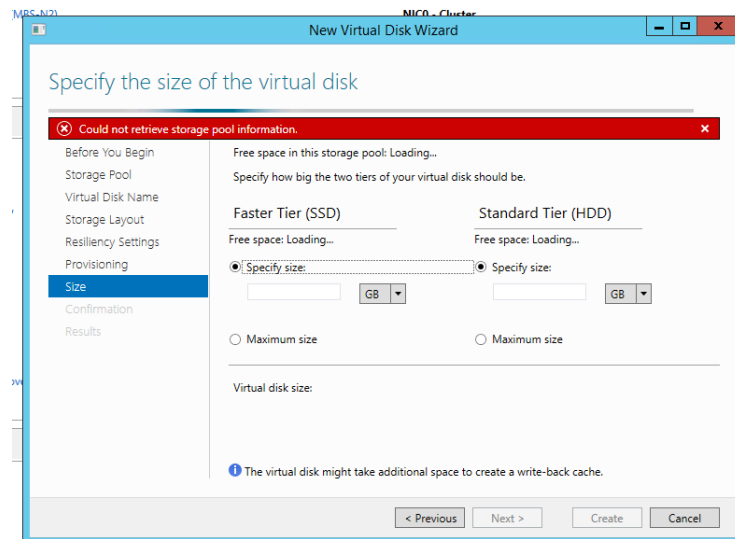 (MBS-N2)
NIC0 - Cluster
New Virtual Disk Wizard
Specify the size of the virtual disk
Could not retrieve storage pool information.
Before You Begin
Storage Pool
Virtual Disk Name
Storage Layout
Resiliency Settings
Provisioning
Size
Confirmation
Results
Free space in this storage pool: Loading...
Specify how big the two tiers of your virtual disk should be.
Faster Tier (SSD)
Standard Tier (HDD)
Free space: Loading...
Free space: Loading...
Specify size:
Specify size:
GB
GB
Maximum size
Maximum size
Virtual disk size:
The virtual disk might take additional space to create a write-back cache.
< Previous
Next >
Create
Cancel